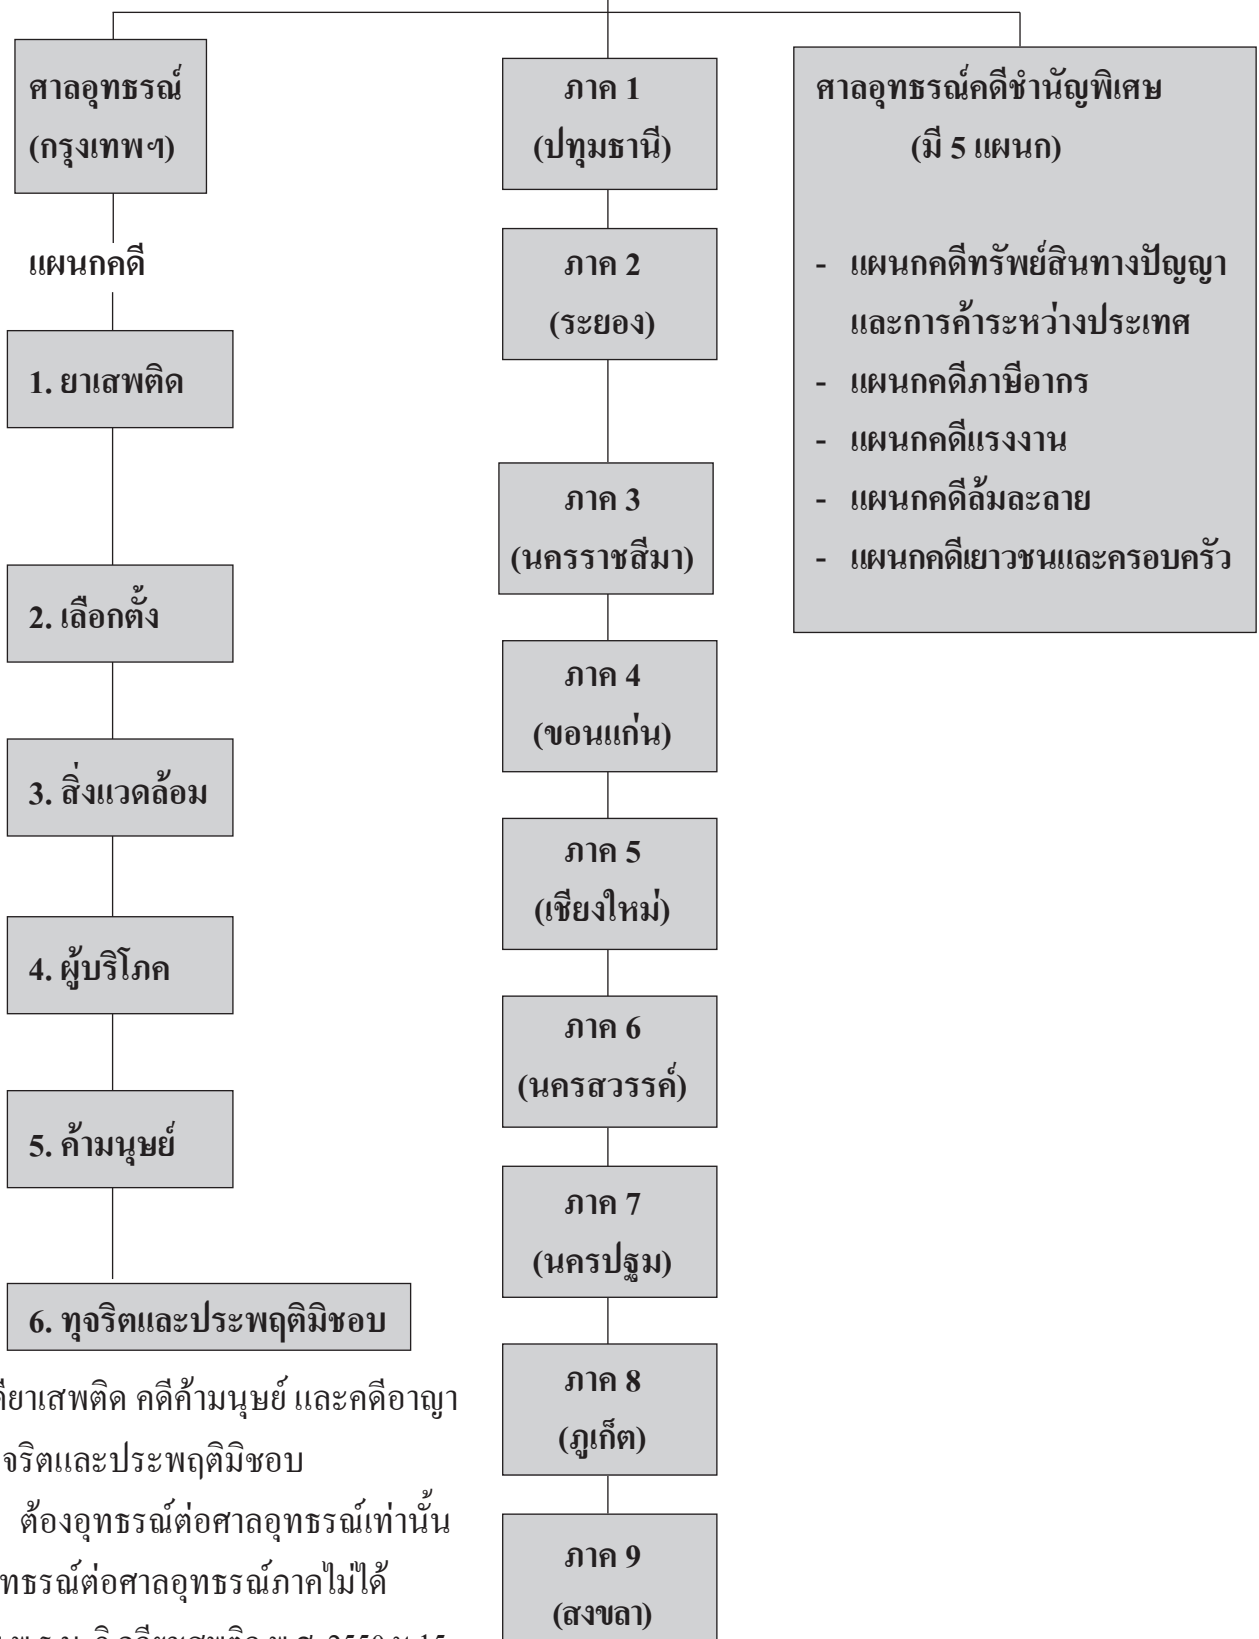 ศาลอุทธรณ์
(กรุงเทพฯ)
แผนกคดี
1. ยาเสพติด
2. เลือกตั้ง
3. สิ่งแวดล้อม
4. ผู้บริโภค
5. ค้ามนุษย์
6. ทุจริตและประพฤติมิชอบ
ยาเสพติด คดีค้ามนุษย์ และคดีอาญา
จริตและประพฤติมิชอบ
ต้องอุทธรณ์ต่อศาลอุทธรณ์เท่านั้น
ทธรณ์ต่อศาลอุทธรณ์ภาคไม่ได้
ภาค 1
(ปทุมธานี)
ภาค 2
(ระยอง)
ภาค 3
(นครราชสีมา)
ภาค 4
(ขอนแก่น)
ภาค 5
(เชียงใหม่)
ภาค 6
(นครสวรรค์)
ภาค 7
(นครปฐม)
ภาค 8
(ภูเก็ต)
ภาค 9
(สงขลา)
ศาลอุทธรณ์คดีชำนัญพิเศษ
(มี 5 แผนก)
- แผนกคดีทรัพย์สินทางปัญญา
และการค้าระหว่างประเทศ
- แผนกคดีภาษีอากร
- แผนกคดีแรงงาน
- แผนกคดีล้มละลาย
- แผนกคดีเยาวชนและครอบครัว